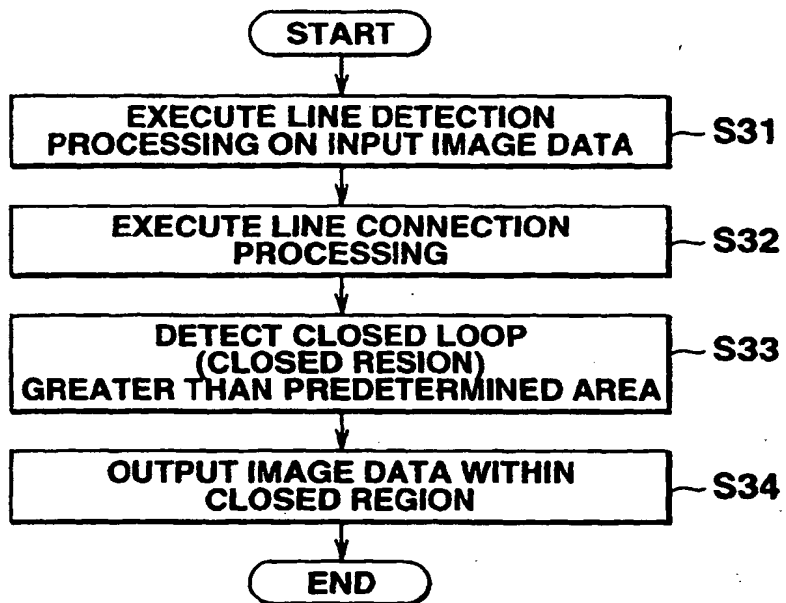 START
EXECUTE LINE DETECTION
PROCESSING ON INPUT IMAGE DATA
S31
EXECUTE LINE CONNECTION
PROCESSING
S32
DETECT CLOSED LOOP
(CLOSED RESION)
GREATER THAN PREDETERMINED AREA
S33
OUTPUT IMAGE DATA WITHIN
CLOSED REGION
S34
END